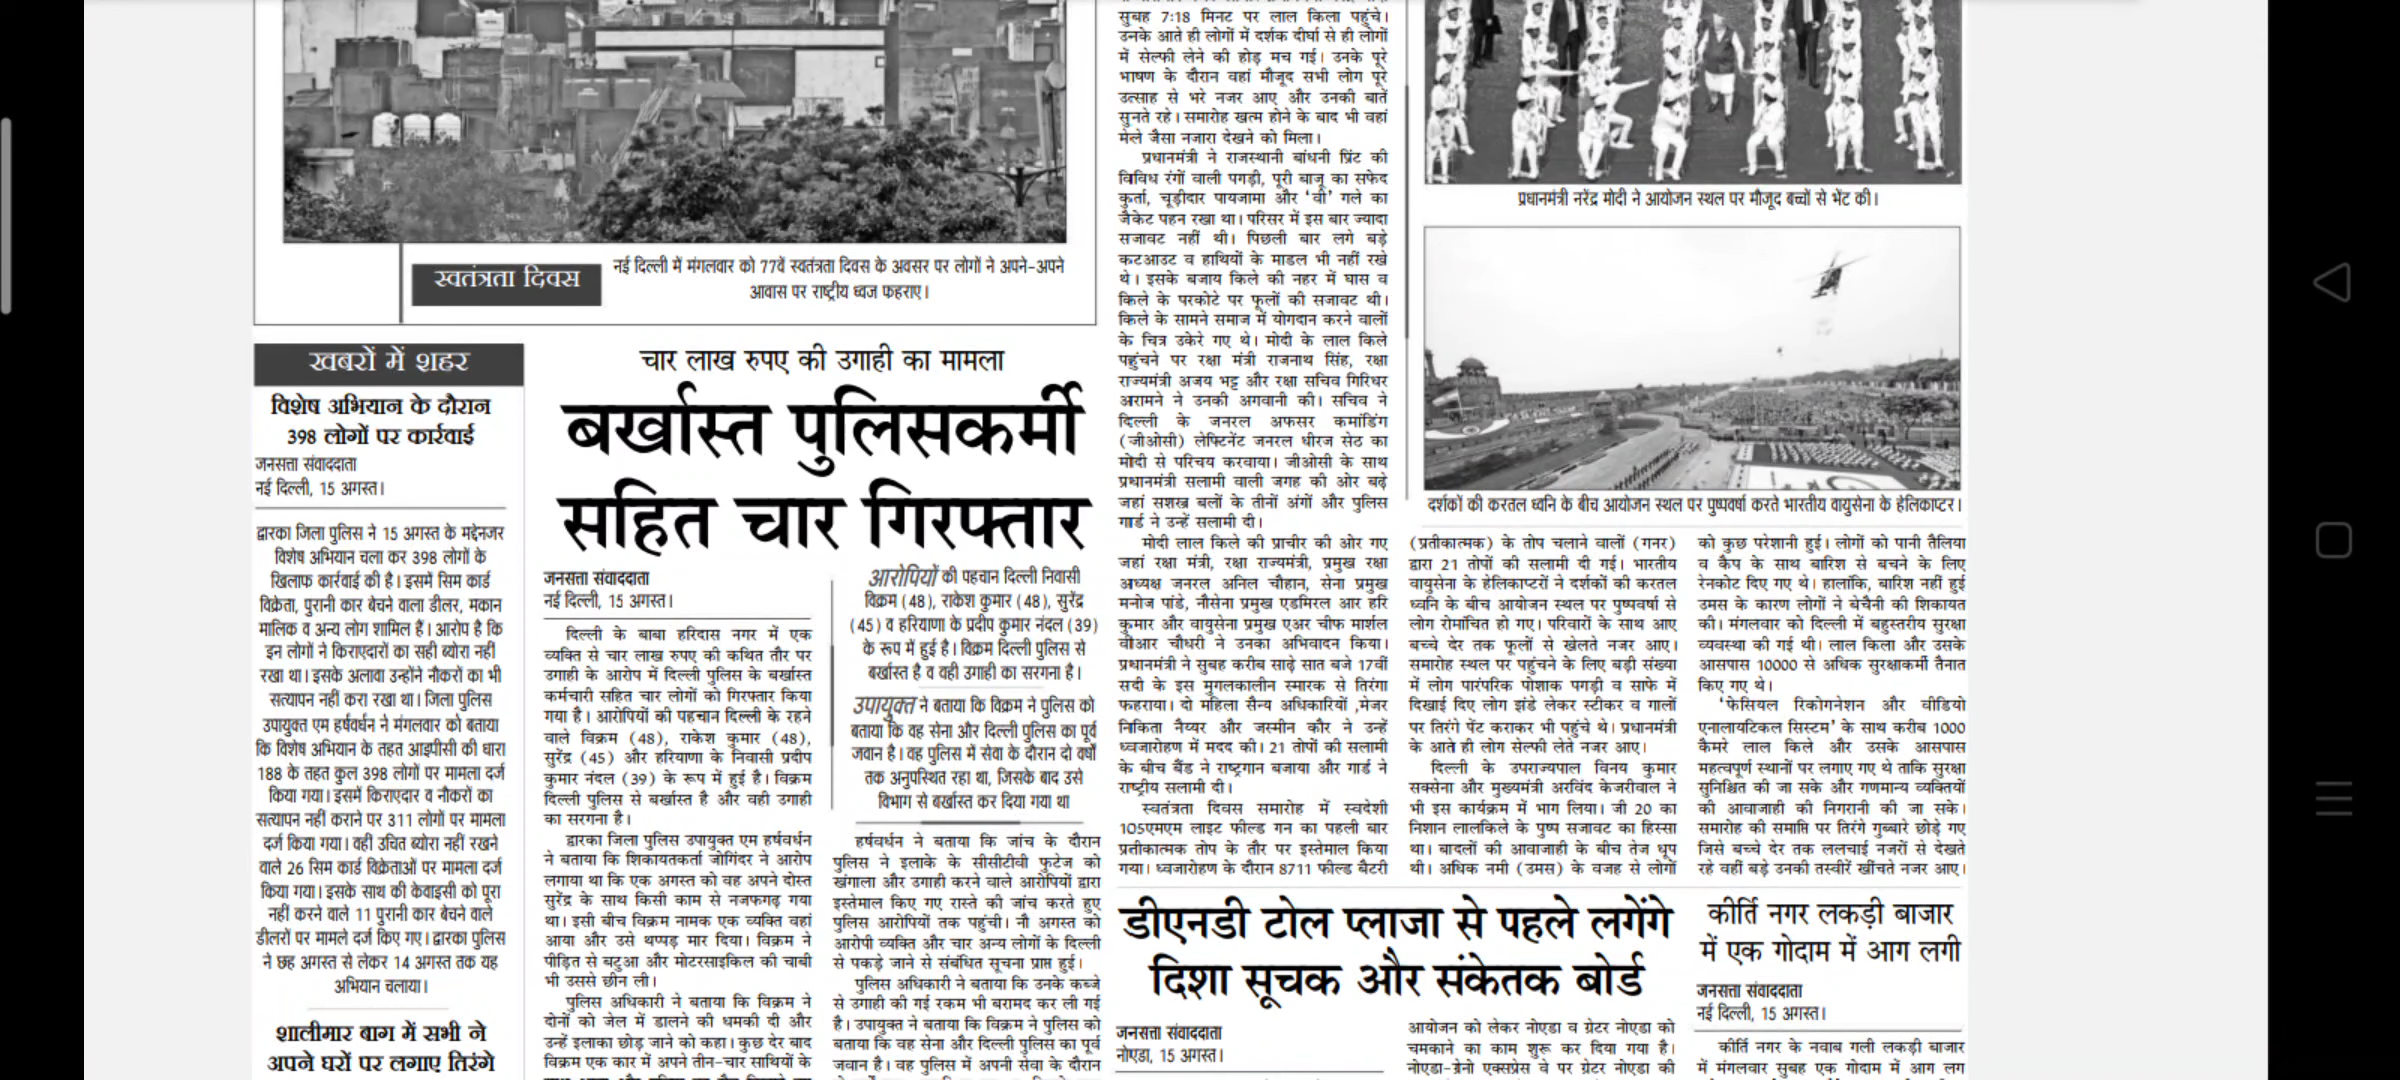 स्वतंत्रता दिवस
नई दिल्ली में मंगलवार को 77वें स्वतंत्रता दिवस के अवसर पर लोगों ने अपने-अपने
आवास पर राष्ट्रीय ध्वज फहराए।
खबरों में शहर
विशेष अभियान के दौरान
398 लोगों पर कार्रवाई
जनसत्ता संवाददाता
नई दिल्ली, 15 अगस्त।
द्वारका जिला पुलिस ने 15 अगस्त के मद्देनजर
विशेष अभियान चला कर 398 लोगों के
खिलाफ कार्रवाई की है। इसमें सिम कार्ड
विक्रेता, पुरानी कार बेचने वाला डीलर, मकान
मालिक व अन्य लोग शामिल हैं। आरोप है कि
इन लोगों ने किराएदारों का सही ब्योरा नहीं
रखा था। इसके अलावा उन्होंने नौकरों का भी
सत्यापन नहीं करा रखा था। जिला पुलिस
उपायुक्त एम हर्षवर्धन ने मंगलवार को बताया
कि विशेष अभियान के तहत आइपीसी की धारा
188 के तहत कुल 398 लोगों पर मामला दर्ज
किया गया। इसमें किराएदार व नौकरों का
सत्यापन नहीं कराने पर 311 लोगों पर मामला
दर्ज किया गया। वहीं उचित ब्योरा नहीं रखने
वाले 26 सिम कार्ड विक्रेताओं पर मामला दर्ज
किया गया। इसके साथ की केवाइसी को पूरा
नहीं करने वाले 11 पुरानी कार बेचने वाले
डीलरों पर मामले दर्ज किए गए। द्वारका पुलिस
ने छह अगस्त से लेकर 14 अगस्त तक यह
अभियान चलाया।
शालीमार बाग में सभी ने
अपने घरों पर लगाए तिरंगे
चार लाख रुपए की उगाही का मामला
बर्खास्त पुलिसकर्मी
सहित चार गिरफ्तार
जनसत्ता संवाददाता
नई दिल्ली, 15 अगस्त।
दिल्ली के बाबा हरिदास नगर में एक
व्यक्ति से चार लाख रुपए की कथित तौर पर
उगाही के आरोप में दिल्ली पुलिस के बर्खास्त
कर्मचारी सहित चार लोगों को गिरफ्तार किया
गया है। आरोपियों की पहचान दिल्ली के रहने
वाले विक्रम (48), राकेश कुमार (48),
सुरेंद्र (45) और हरियाणा के निवासी प्रदीप
कुमार नंदल (39) के रूप में हुई है। विक्रम
दिल्ली पुलिस से बर्खास्त है और वही उगाही
का सरगना है।
द्वारका जिला पुलिस उपायुक्त एम हर्षवर्धन
ने बताया कि शिकायतकर्ता जोगिंदर ने आरोप
लगाया था कि एक अगस्त को वह अपने दोस्त
सुरेंद्र के साथ किसी काम से नजफगढ़ गया
था। इसी बीच विक्रम नामक एक व्यक्ति वहां
आया और उसे थप्पड़ मार दिया। विक्रम ने
पीड़ित से बटुआ और मोटरसाइकिल की चाबी
भी उससे छीन ली।
पुलिस अधिकारी ने बताया कि विक्रम ने
दोनों को जेल में डालने की धमकी दी और
उन्हें इलाका छोड़ जाने को कहा। कुछ देर बाद
विक्रम एक कार में अपने तीन-चार साथियों के
आरोपियों की पहचान दिल्ली निवासी
विक्रम (48), राकेश कुमार (48), सुरेंद्र
(45) व हरियाणा के प्रदीप कुमार नंदल (39)
के रूप में हुई है। विक्रम दिल्ली पुलिस से
बर्खास्त है व वही उगाही का सरगना है।
उपायुक्त ने बताया कि विक्रम ने पुलिस को
बताया कि वह सेना और दिल्ली पुलिस का पूर्व
जवान है। वह पुलिस में सेवा के दौरान दो वर्षों
तक अनुपस्थित रहा था, जिसके बाद उसे
विभाग से बर्खास्त कर दिया गया था
हर्षवर्धन ने बताया कि जांच के दौरान
पुलिस ने इलाके के सीसीटीवी फुटेज को
खंगाला और उगाही करने वाले आरोपियों द्वारा
इस्तेमाल किए गए रास्ते की जांच करते हुए
पुलिस आरोपियों तक पहुंची। नौ अगस्त को
आरोपी व्यक्ति और चार अन्य लोगों के दिल्ली
से पकड़े जाने से संबंधित सूचना प्राप्त हुई।
पुलिस अधिकारी ने बताया कि उनके कब्जे
से उगाही की गई रकम भी बरामद कर ली गई
है। उपायुक्त ने बताया कि विक्रम ने पुलिस को
बताया कि वह सेना और दिल्ली पुलिस का पूर्व
जवान है। वह पुलिस में अपनी सेवा के दौरान
सुबह 7:18 मिनट पर लाल किला पहुंचे।
उनके आते ही लोगों में दर्शक दीर्घा से ही लोगों
में सेल्फी लेने की होड़ मच गई। उनके पूरे
भाषण के दौरान वहां मौजूद सभी लोग पूरे
उत्साह से भरे नजर आए और उनकी बातें
सुनते रहे। समारोह खत्म होने के बाद भी वहां
मेले जैसा नजारा देखने को मिला।
प्रधानमंत्री ने राजस्थानी बांधनी प्रिंट की
विविध रंगों वाली पगड़ी, पूरी बाजू का सफेद
कुर्ता, चूड़ीदार पायजामा और ‘वी’ गले का
जैकेट पहन रखा था। परिसर में इस बार ज्यादा
सजावट नहीं थी। पिछली बार लगे बड़े
कटआउट व हाथियों के माडल भी नहीं रखे
थे। इसके बजाय किले की नहर में घास व
किले के परकोटे पर फूलों की सजावट थी।
किले के सामने समाज में योगदान करने वालों
के चित्र उकेरे गए थे। मोदी के लाल किले
पहुंचने पर रक्षा मंत्री राजनाथ सिंह, रक्षा
राज्यमंत्री अजय भट्ट और रक्षा सचिव गिरिधर
अरामने ने उनकी अगवानी की। सचिव ने
दिल्ली के जनरल अफसर कमांडिंग
(जीओसी) लेफ्टिनेंट जनरल धीरज सेठ का
मोदी से परिचय करवाया। जीओसी के साथ
प्रधानमंत्री सलामी वाली जगह की ओर बढ़े
जहां सशस्त्र बलों के तीनों अंगों और पुलिस
गार्ड ने उन्हें सलामी दी।
मोदी लाल किले की प्राचीर की ओर गए
जहां रक्षा मंत्री, रक्षा राज्यमंत्री, प्रमुख रक्षा
अध्यक्ष जनरल अनिल चौहान, सेना प्रमुख
मनोज पांडे, नौसेना प्रमुख एडमिरल आर हरि
कुमार और वायुसेना प्रमुख एअर चीफ मार्शल
वीआर चौधरी ने उनका अभिवादन किया।
प्रधानमंत्री ने सुबह करीब साढ़े सात बजे 17वीं
सदी के इस मुगलकालीन स्मारक से तिरंगा
फहराया। दो महिला सैन्य अधिकारियों ,मेजर
निकिता नैय्यर और जस्मीन कौर ने उन्हें
ध्वजारोहण में मदद की। 21 तोपों की सलामी
के बीच बैंड ने राष्ट्रगान बजाया और गार्ड ने
राष्ट्रीय सलामी दी।
स्वतंत्रता दिवस समारोह में स्वदेशी
105एमएम लाइट फील्ड गन का पहली बार
प्रतीकात्मक तोप के तौर पर इस्तेमाल किया
गया। ध्वजारोहण के दौरान 8711 फील्ड बैटरी
प्रधानमंत्री नरेंद्र मोदी ने आयोजन स्थल पर मौजूद बच्चों से भेंट की।
दर्शकों की करतल ध्वनि के बीच आयोजन स्थल पर पुष्पवर्षा करते भारतीय वायुसेना के हेलिकाप्टर।
(प्रतीकात्मक) के तोप चलाने वालों (गनर)
द्वारा 21 तोपों की सलामी दी गई। भारतीय
वायुसेना के हेलिकाप्टरों ने दर्शकों की करतल
ध्वनि के बीच आयोजन स्थल पर पुष्पवर्षा से
लोग रोमांचित हो गए। परिवारों के साथ आए
बच्चे देर तक फूलों से खेलते नजर आए।
समारोह स्थल पर पहुंचने के लिए बड़ी संख्या
में लोग पारंपरिक पोशाक पगड़ी व साफे में
दिखाई दिए लोग झंडे लेकर स्टीकर व गालों
पर तिरंगे पेंट कराकर भी पहुंचे थे। प्रधानमंत्री
के आते ही लोग सेल्फी लेते नजर आए।
दिल्ली के उपराज्यपाल विनय कुमार
सक्सेना और मुख्यमंत्री अरविंद केजरीवाल ने
भी इस कार्यक्रम में भाग लिया। जी 20 का
निशान लालकिले के पुष्प सजावट का हिस्सा
था। बादलों की आवाजाही के बीच तेज धूप
थी। अधिक नमी (उमस) के वजह से लोगों
को कुछ परेशानी हुई। लोगों को पानी तैलिया
व कैप के साथ बारिश से बचने के लिए
रेनकोट दिए गए थे। हालांकि, बारिश नहीं हुई
उमस के कारण लोगों ने बेचैनी की शिकायत
की। मंगलवार को दिल्ली में बहुस्तरीय सुरक्षा
व्यवस्था की गई थी। लाल किला और उसके
आसपास 10000 से अधिक सुरक्षाकर्मी तैनात
किए गए थे।
‘फेसियल रिकोगनेशन और वीडियो
एनालायटिकल सिस्टम’ के साथ करीब 1000
कैमरे लाल किले और उसके आसपास
महत्वपूर्ण स्थानों पर लगाए गए थे ताकि सुरक्षा
सुनिश्चित की जा सके और गणमान्य व्यक्तियों
की आवाजाही की निगरानी की जा सके।
समारोह की समाप्ति पर तिरंगे गुब्बारे छोड़े गए
जिसे बच्चे देर तक ललचाई नजरों से देखते
रहे वहीं बड़े उनकी तस्वीरें खींचते नजर आए।
डीएनडी टोल प्लाजा से पहले लगेंगे
दिशा सूचक और संकेतक बोर्ड
जनसत्ता संवाददाता
नोएडा, 15 अगस्त।
आयोजन को लेकर नोएडा व ग्रेटर नोएडा को
चमकाने का काम शुरू कर दिया गया है।
नोएडा-ग्रेनो एक्सप्रेस वे पर ग्रेटर नोएडा की
कीर्ति नगर लकड़ी बाजार
में एक गोदाम में आग लगी
जनसत्ता संवाददाता
नई दिल्ली, 15 अगस्त।
कीर्ति नगर के नवाब गली लकड़ी बाजार
में मंगलवार सुबह एक गोदाम में आग लग